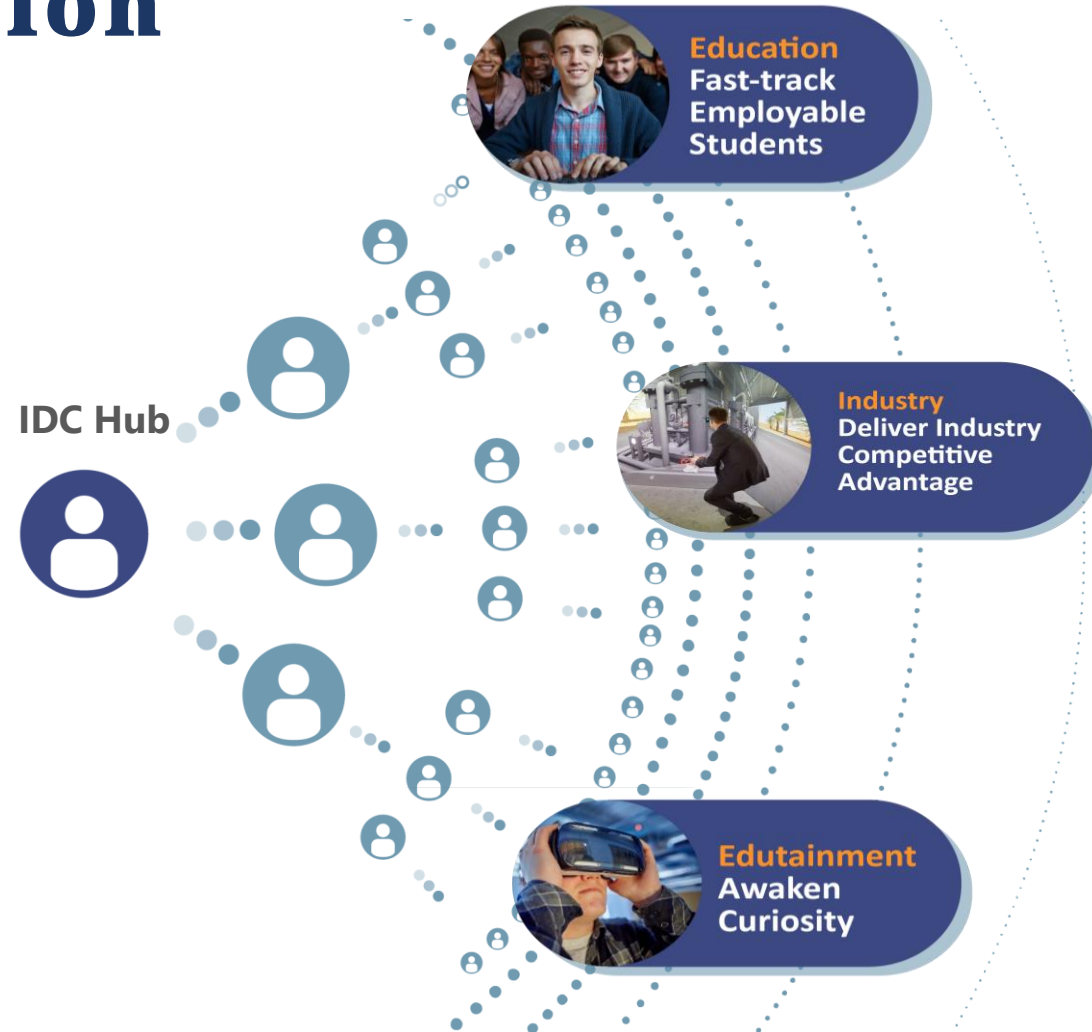 ion
Education
Fast-track
Employable
Students
IDC Hub
Industry
Deliver Industry
Competitive
Advantage
Edutainment
Awaken
Curiosity